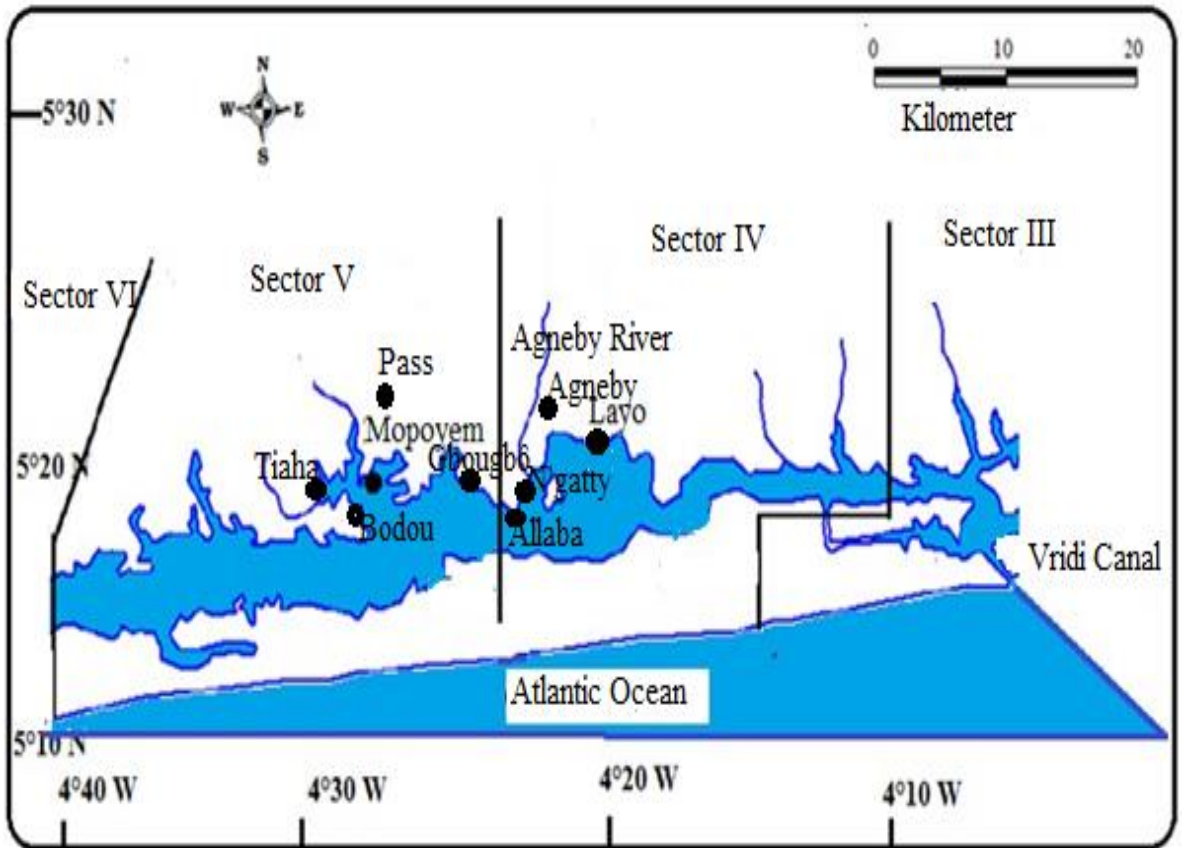 0 10 20
Kilometer
N
W E
S
5°30 N
Sector VI
Sector V
Sector IV
Sector III
Agneby River
Pass
Agneby
Layo
Mopoyem
5°20 N
Tiaha
Gbougbô
N'gatty
Bodou
Allaba
Vridi Canal
Atlantic Ocean
5°10 N
4°40 W
4°30 W
4°20 W
4°10 W